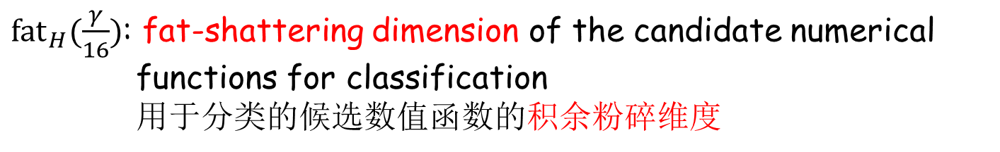 fat_H(γ/16): fat-shattering dimension of the candidate numerical
functions for classification
用于分类的候选数值函数的积余粉碎维度